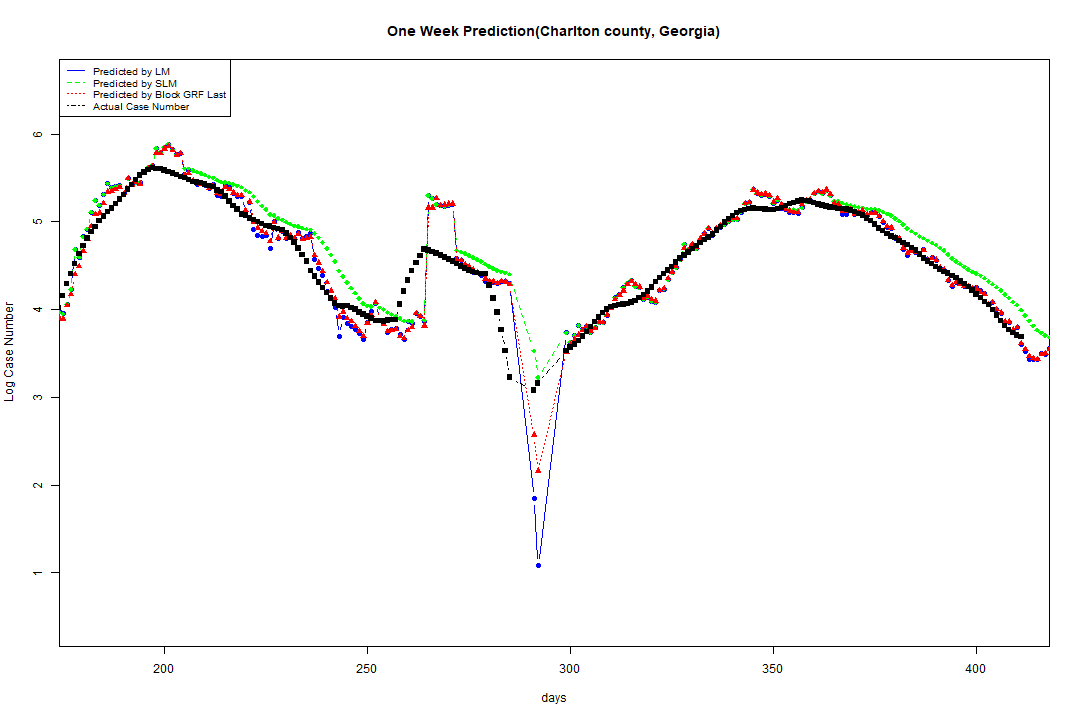 One Week Prediction(Charlton county, Georgia)
Predicted by LM
Predicted by SLM
Predicted by Block GRF Last
Actual Case Number
6
5
4
3
2
1
Log Case Number
200 250 300 350 400
days